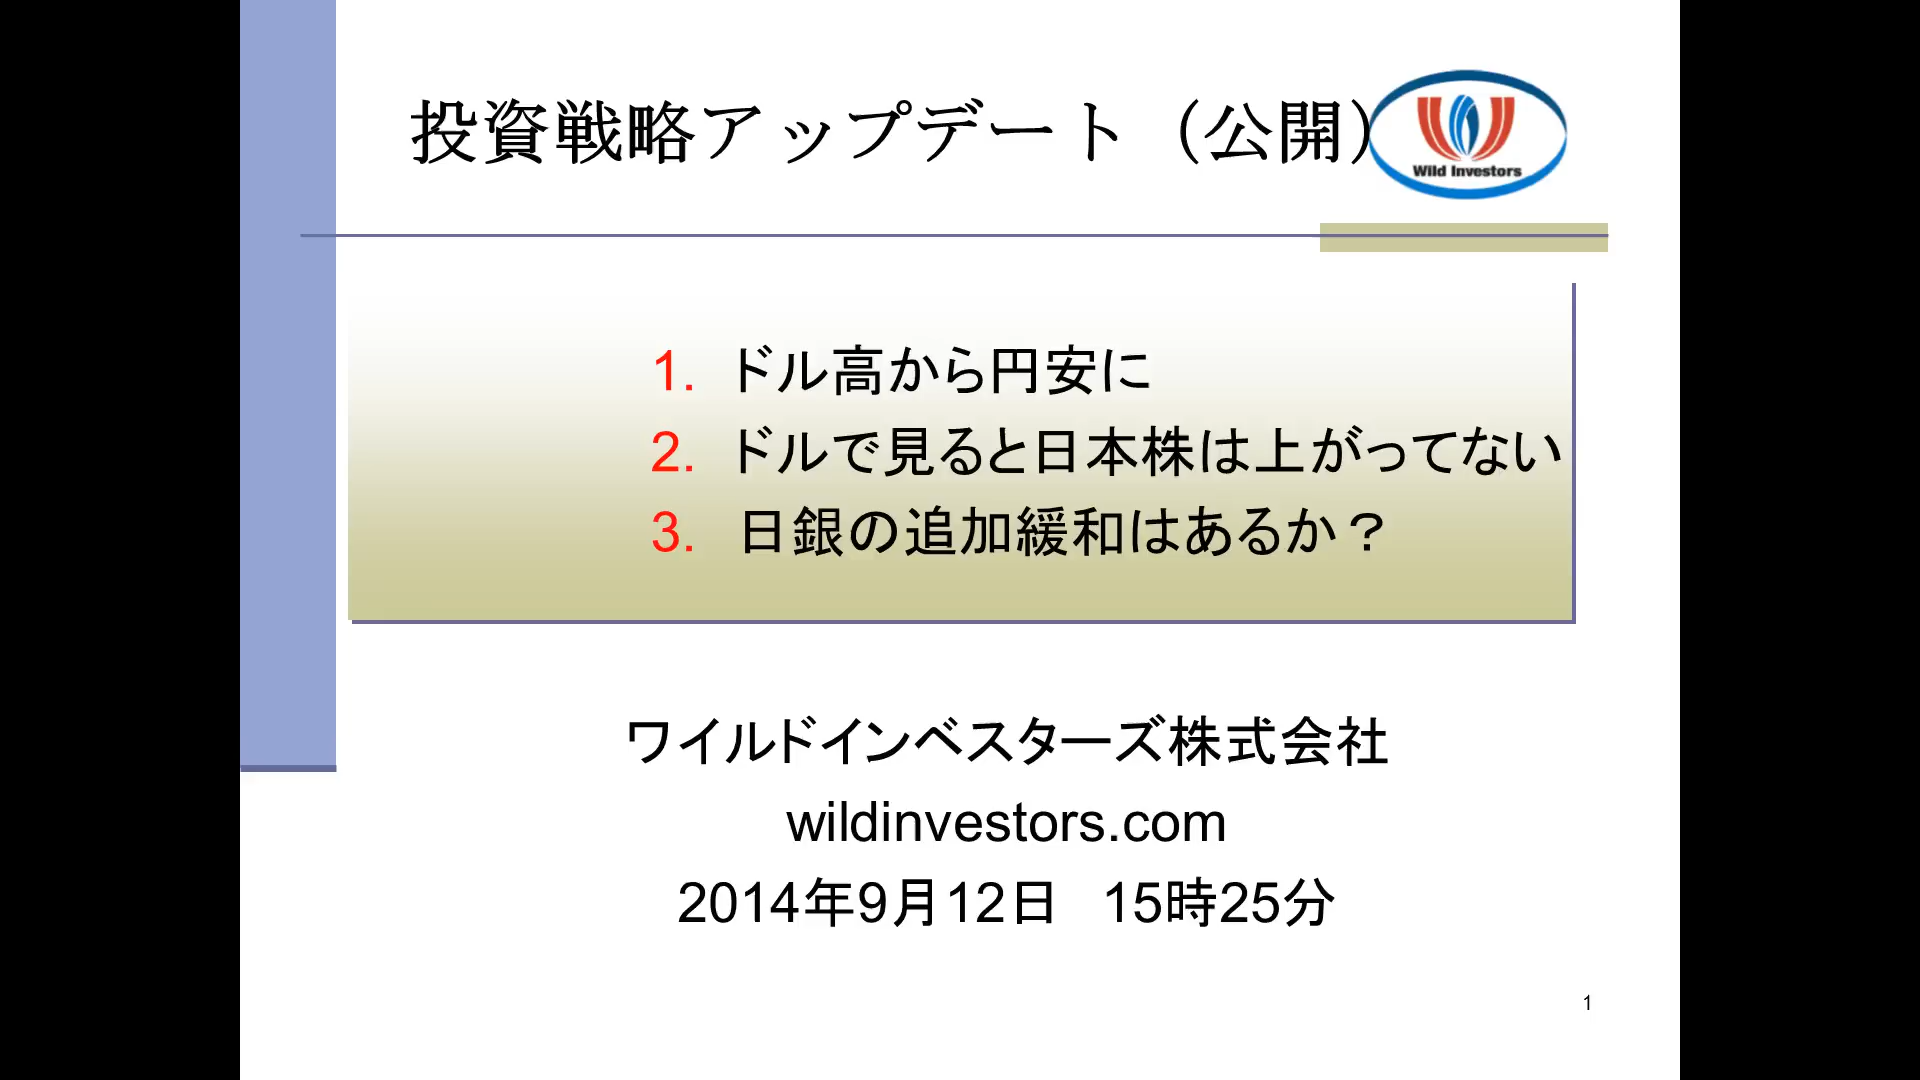 投資戦略アップデート（公開）
Wild Investors
1. ドル高から円安に
2. ドルで見ると日本株は上がってない
3. 日銀の追加緩和はあるか？
ワイルドインベスターズ株式会社
wildinvestors.com
2014年9月12日　15時25分
1